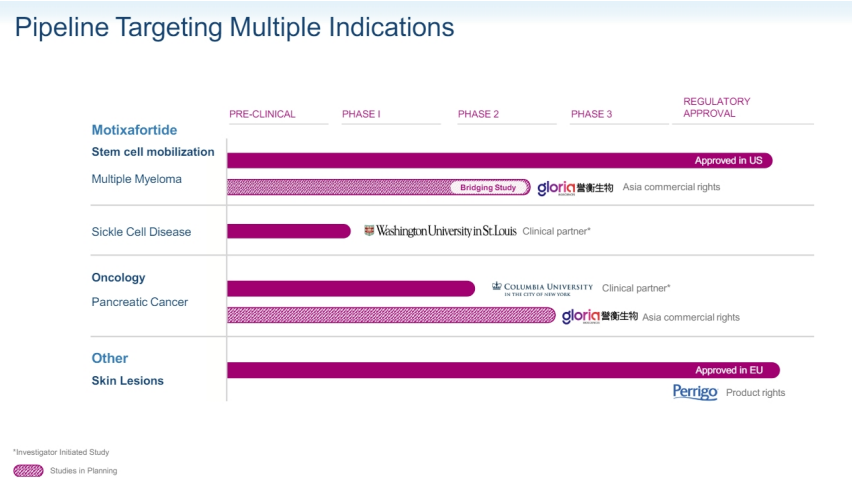 Pipeline Targeting Multiple Indications
PRE-CLINICAL
PHASE I
PHASE 2
PHASE 3
REGULATORY
APPROVAL
Motixafortide
Stem cell mobilization
Approved in US
Multiple Myeloma
Bridging Study
gloria 誉衡生物
Asia commercial rights
Sickle Cell Disease
Washington University in St. Louis
Clinical partner*
Oncology
COLUMBIA UNIVERSITY
IN THE CITY OF NEW YORK
Clinical partner*
Pancreatic Cancer
gloria 誉衡生物
Asia commercial rights
Other
Approved in EU
Skin Lesions
Perrigo
Product rights
*Investigator Initiated Study
Studies in Planning